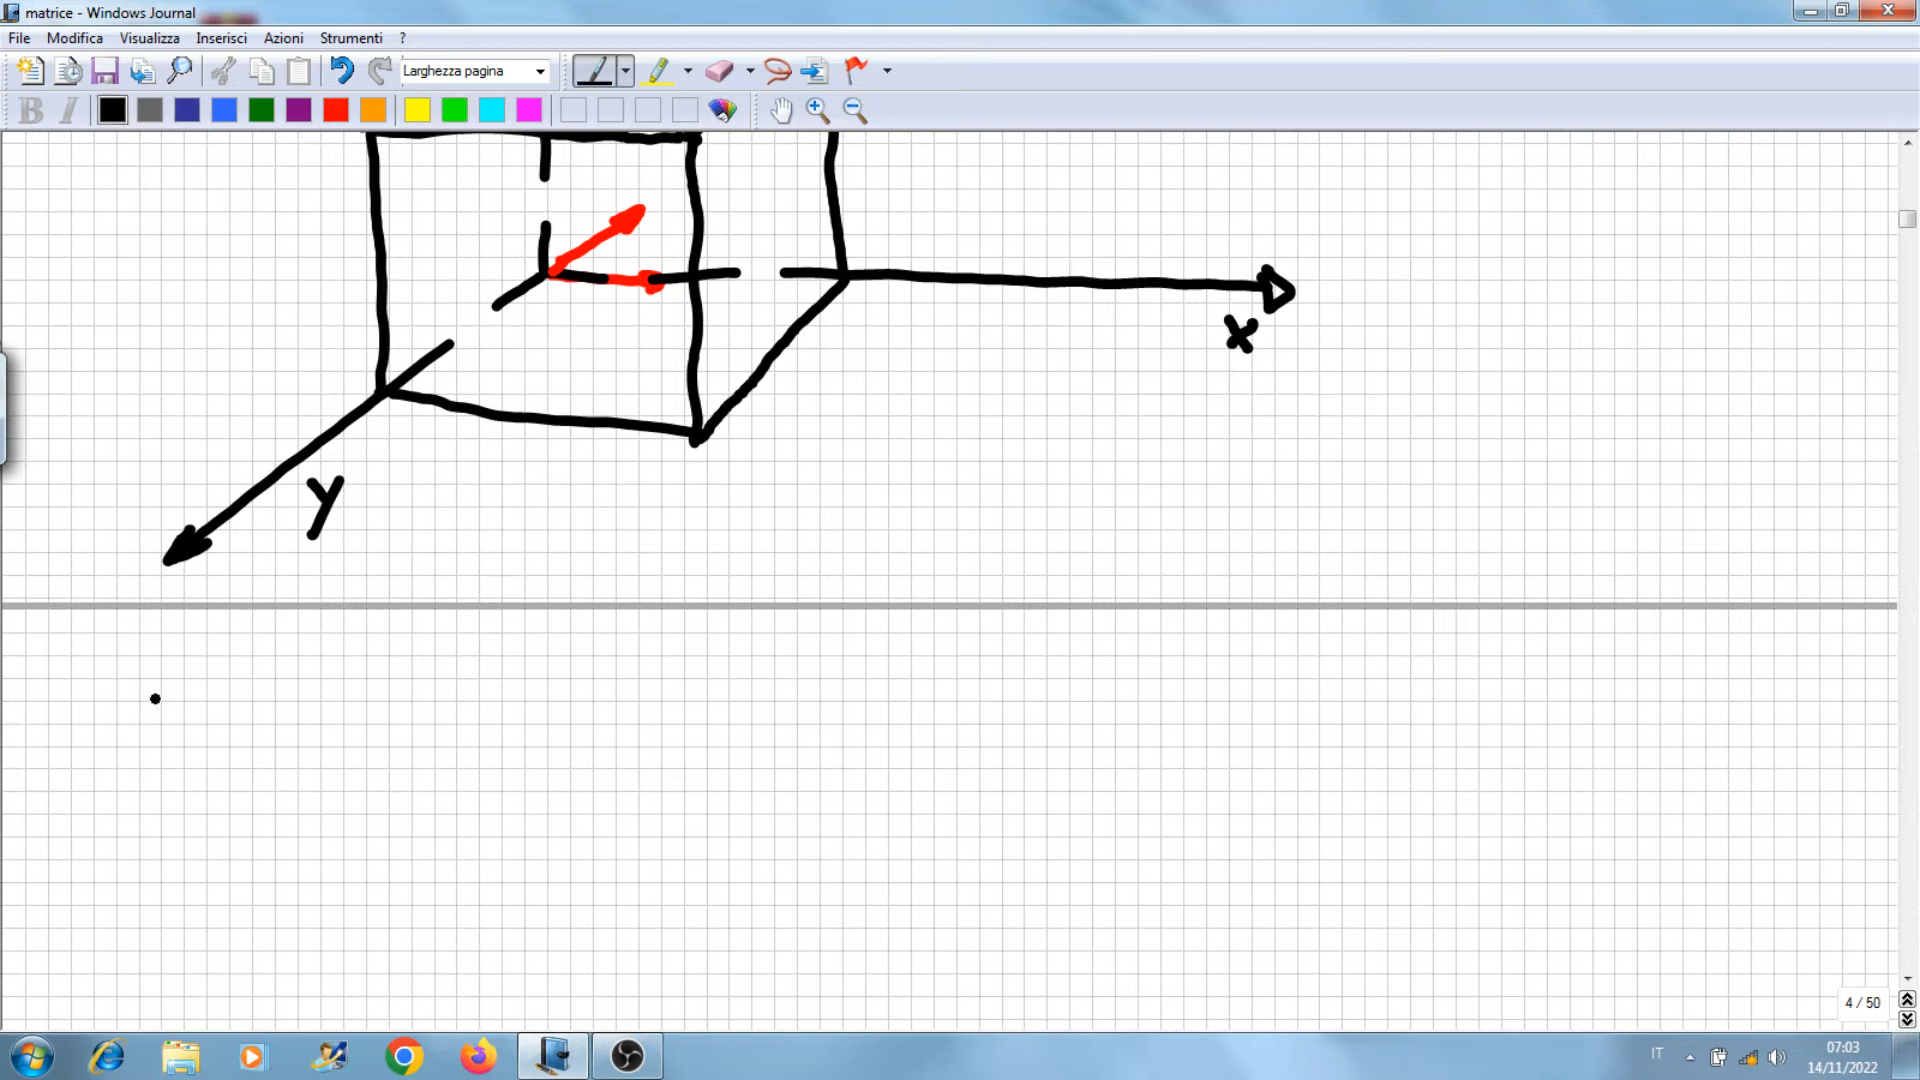 matrice - Windows Journal
File Modifica Visualizza Inserisci Azioni Strumenti ?
Larghezza pagina
B I
x
y
4 / 50
IT
07:03
14/11/2022